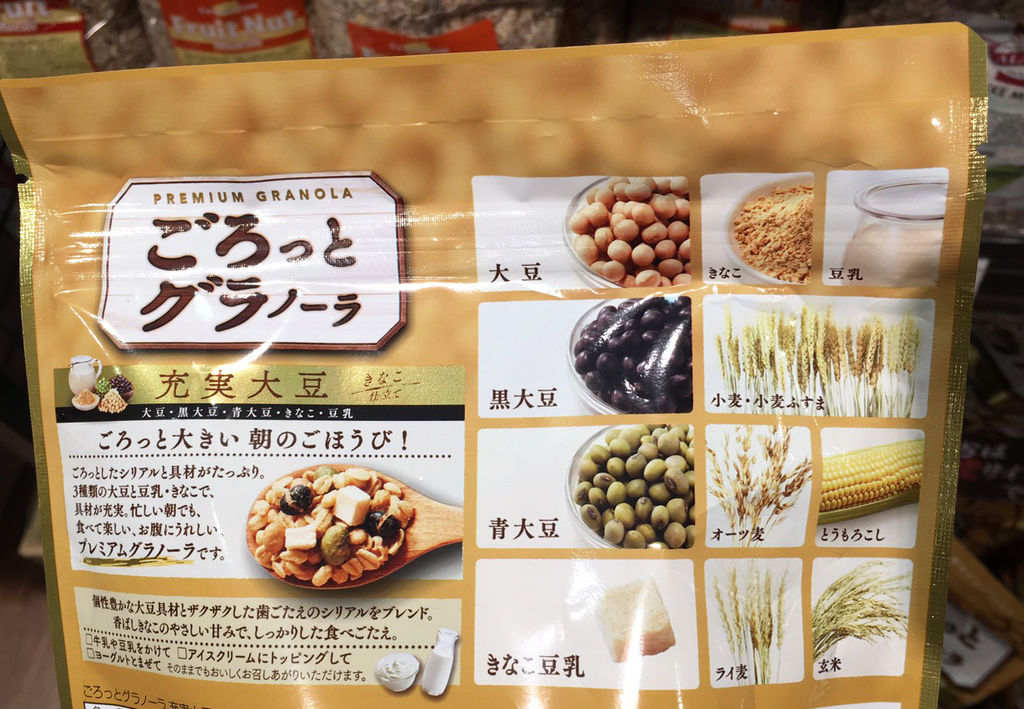 Fruit Nut
PREMIUM GRANOLA
ごろっと
グラノーラ
充実大豆
きなこ
仕立て
大豆・黒大豆・青大豆・きなこ・豆乳
ごろっと大きい 朝のごほうび！
ごろっとしたシリアルと具材がたっぷり。
3種類の大豆と豆乳・きなこで、
具材が充実。忙しい朝でも、
食べて楽しい、お腹にうれしい
プレミアムグラノーラです。
個性豊かな大豆具材とザクザクした歯ごたえのシリアルをブレンド。
香ばしきなこのやさしい甘みで、しっかりした食べごたえ。
□牛乳や豆乳をかけて □アイスクリームにトッピングして
□ヨーグルトとまぜて そのままでもおいしくお召しあがりいただけます。
ごろっとグラノーラ
大豆
きなこ
豆乳
黒大豆
小麦・小麦ふすま
青大豆
オーツ麦
とうもろこし
きなこ豆乳
ライ麦
玄米